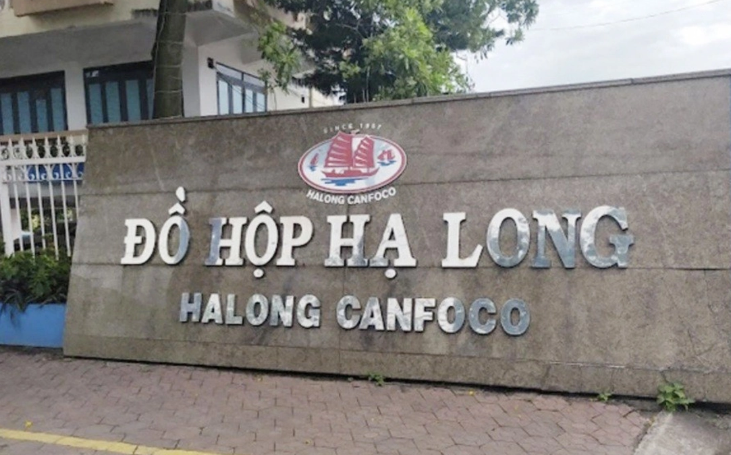 SINCE 1957
HALONG CANFOCO
ĐỒ HỘP HẠ LONG
HALONG CANFOCO